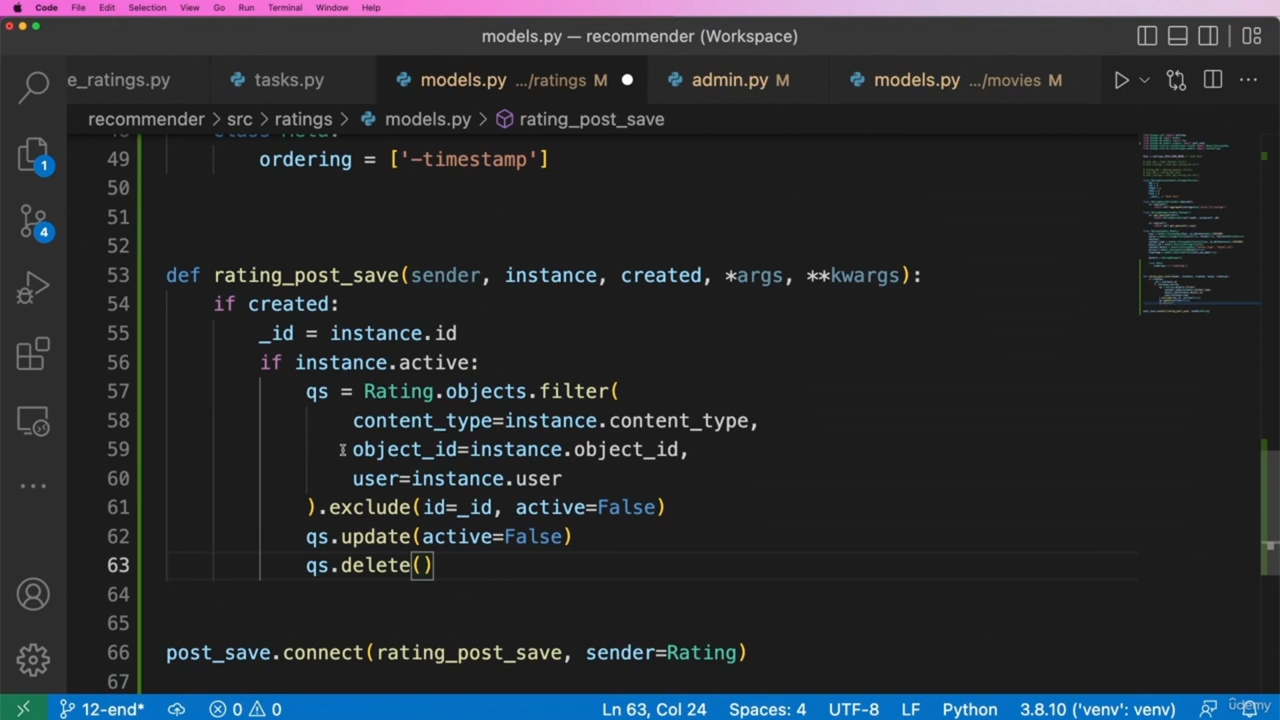 Code File Edit Selection View Go Run Terminal Window Help
models.py — recommender (Workspace)
e_ratings.py tasks.py models.py .../ratings M admin.py M models.py .../movies M
recommender > src > ratings > models.py > rating_post_save
49 ordering = ['-timestamp']
50
51
52
53 def rating_post_save(sender, instance, created, *args, **kwargs):
54 if created:
55 _id = instance.id
56 if instance.active:
57 qs = Rating.objects.filter(
58 content_type=instance.content_type,
59 object_id=instance.object_id,
60 user=instance.user
61 ).exclude(id=_id, active=False)
62 qs.update(active=False)
63 qs.delete()
64
65
66 post_save.connect(rating_post_save, sender=Rating)
67
1
4
12-end* 0 0 Ln 63, Col 24 Spaces: 4 UTF-8 LF Python 3.8.10 ('venv': venv)
udemy